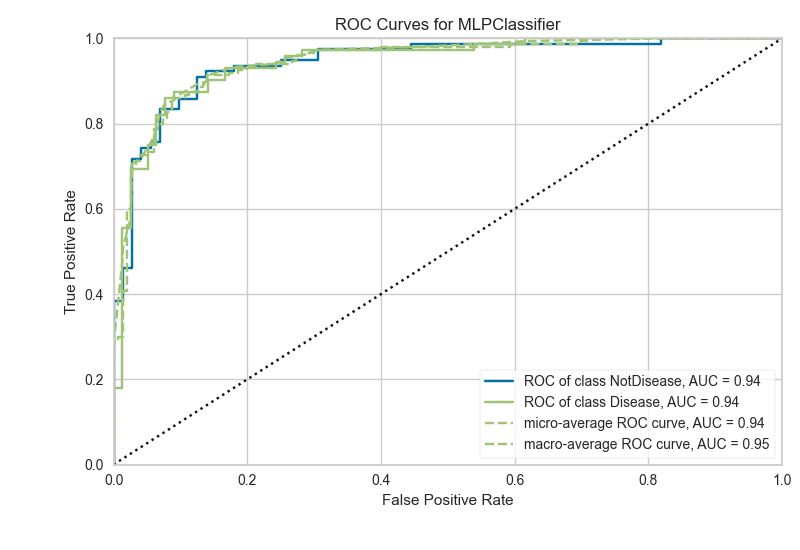 ROC Curves for MLPClassifier
1.0
0.8
0.6
0.4
0.2
0.0
True Positive Rate
ROC of class NotDisease, AUC = 0.94
ROC of class Disease, AUC = 0.94
micro-average ROC curve, AUC = 0.94
macro-average ROC curve, AUC = 0.95
0.0 0.2 0.4 0.6 0.8 1.0
False Positive Rate